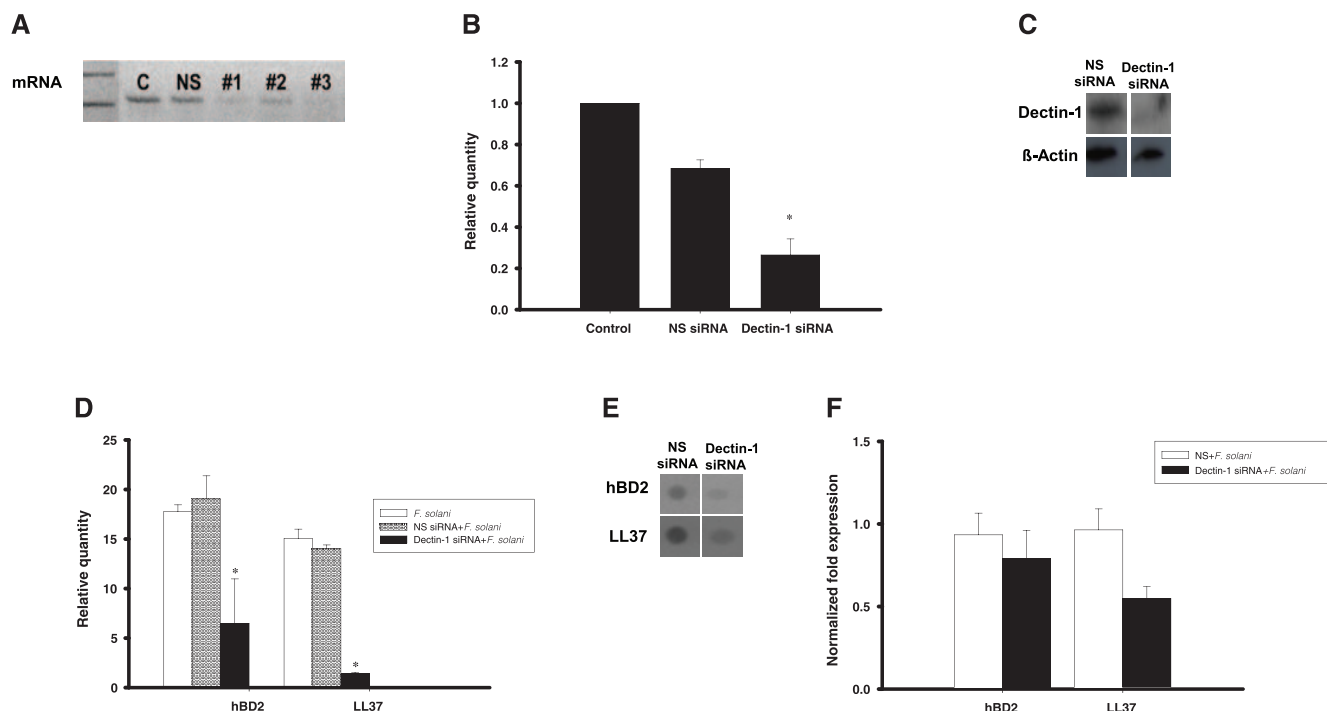 A
mRNA
C NS #1 #2 #3
B
Relative quantity
1.2
1.0
0.8
0.6
0.4
0.2
0.0
*
Control NS siRNA Dectin-1 siRNA
C
NS siRNA
Dectin-1 siRNA
Dectin-1
ß-Actin
D
Relative quantity
25
20
15
10
5
0
*
*
hBD2 LL37
F. solani
NS siRNA+F. solani
Dectin-1 siRNA+F. solani
E
NS siRNA
Dectin-1 siRNA
hBD2
LL37
F
Normalized fold expression
1.5
1.0
0.5
0.0
hBD2 LL37
NS+F. solani
Dectin-1 siRNA+F. solani